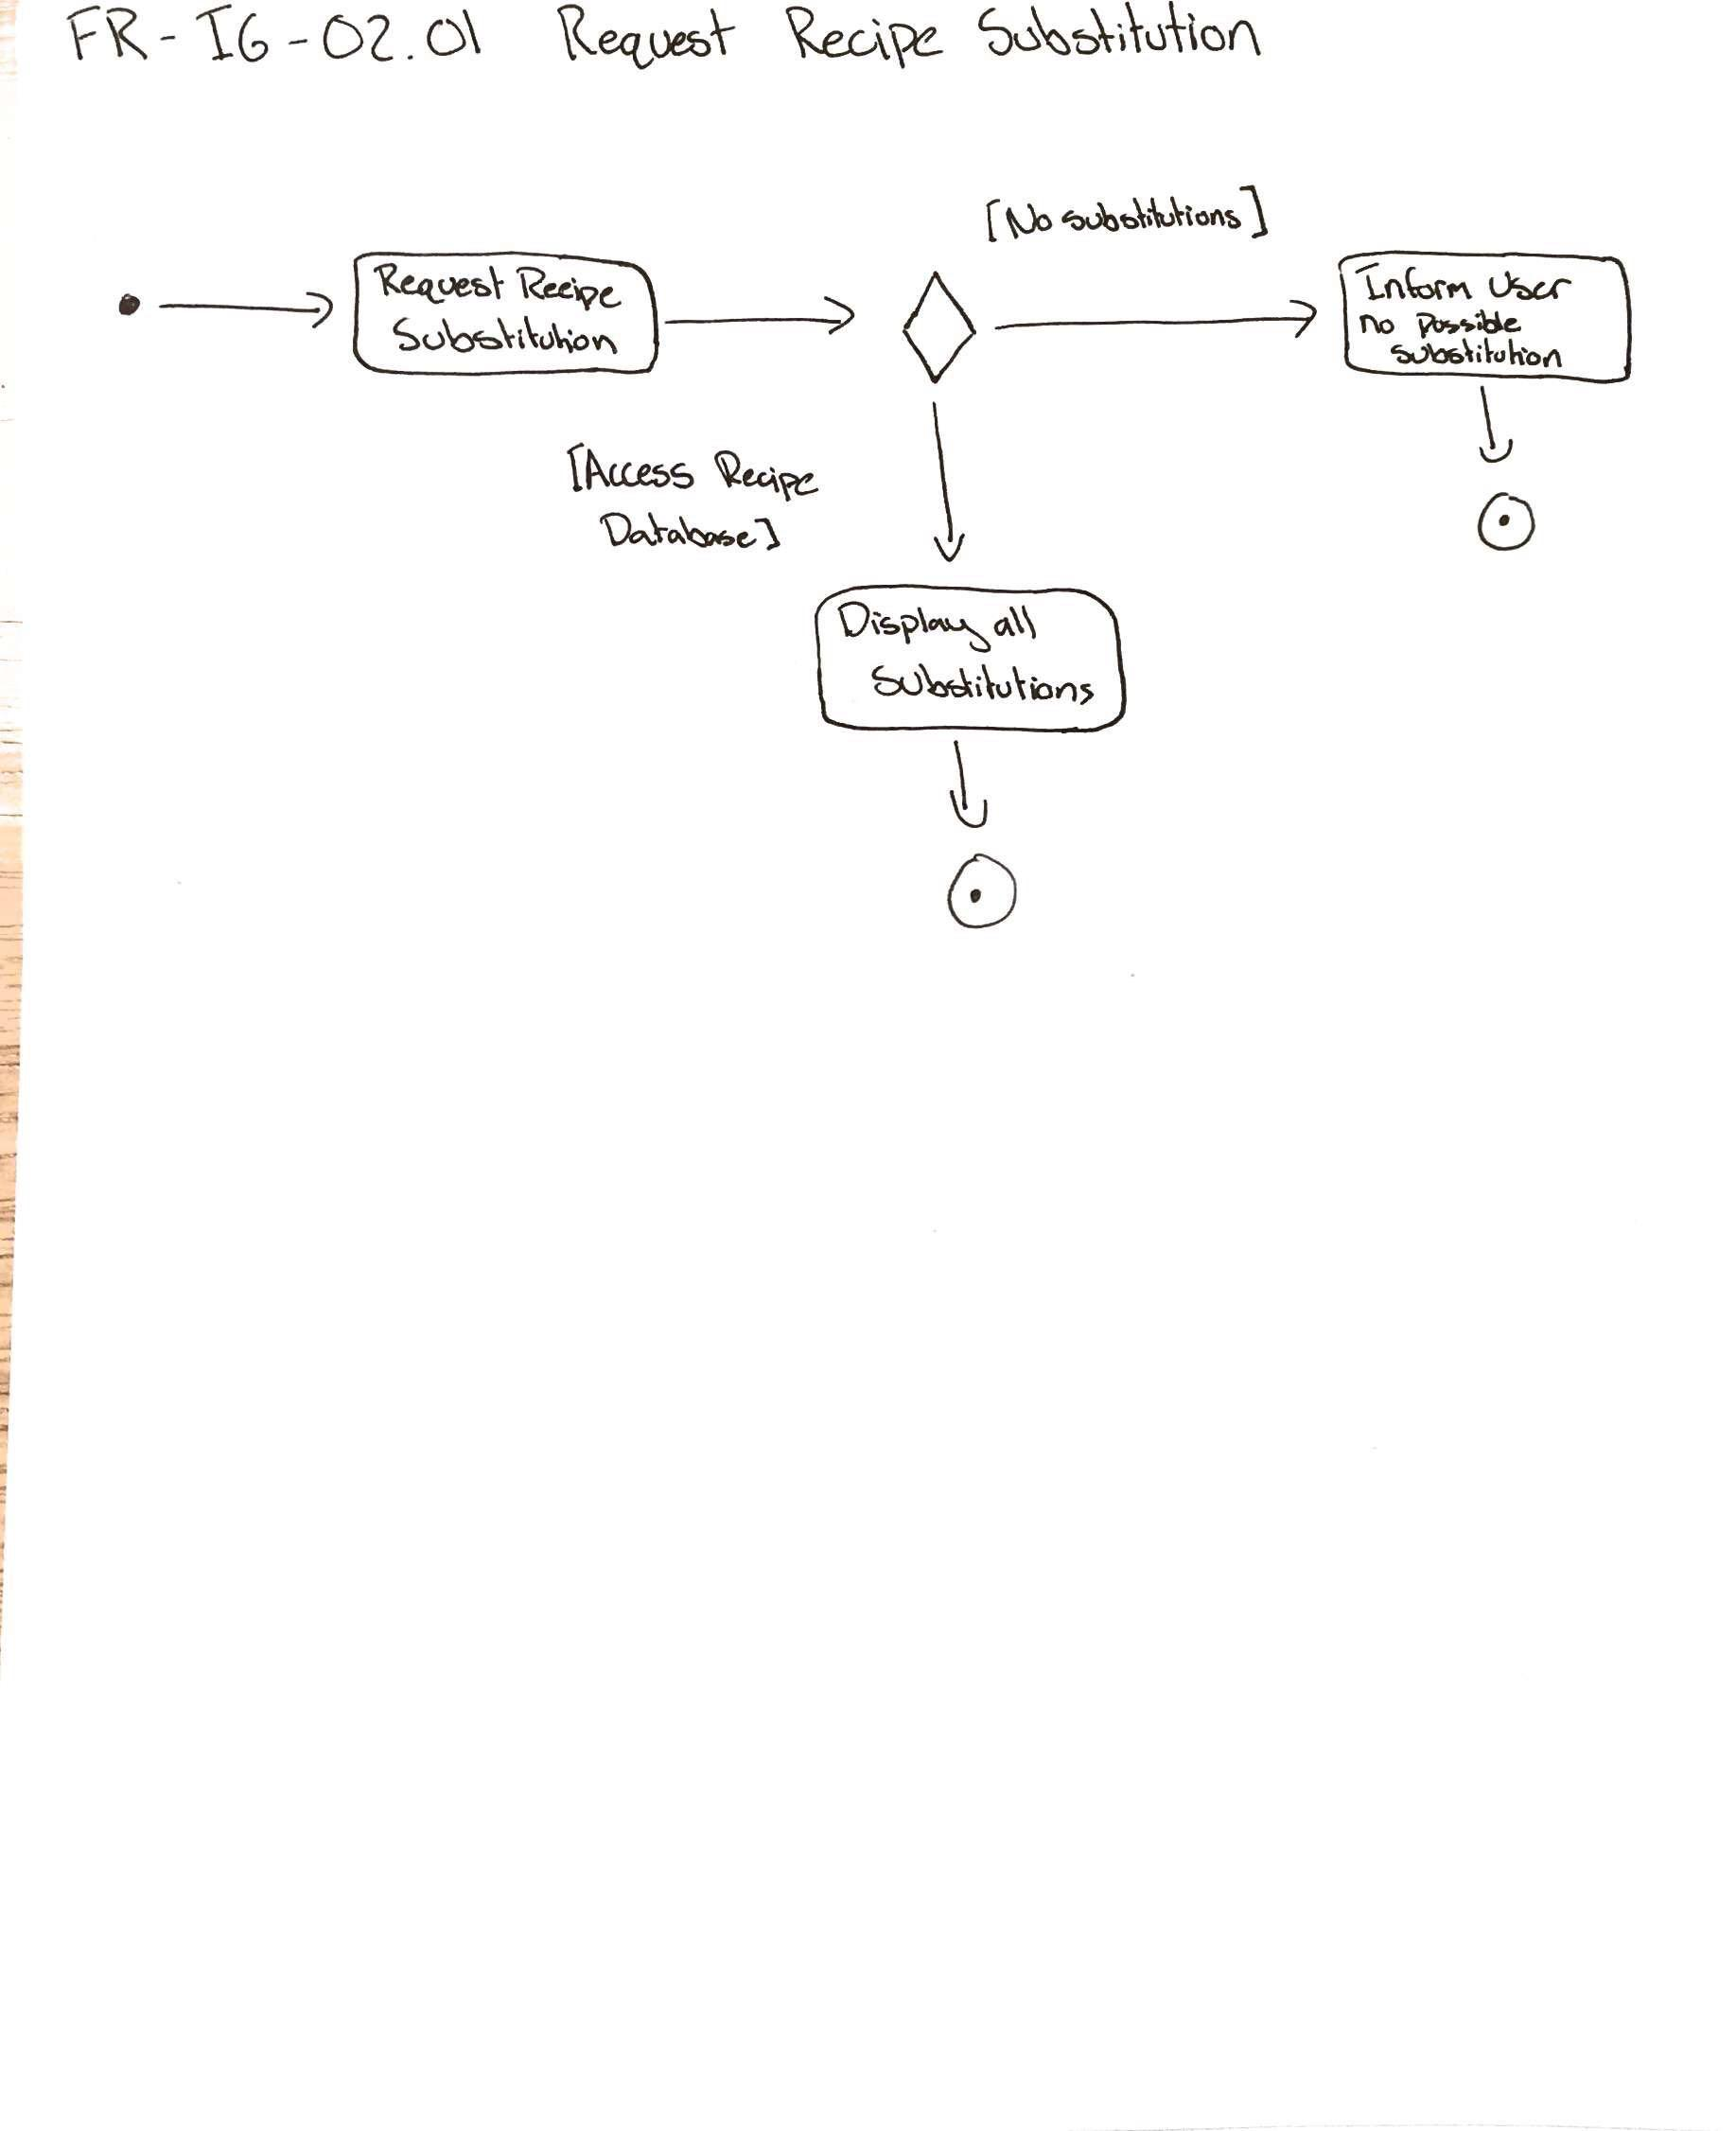 FR-IG-02.01 Request Recipe Substitution
[No substitutions]
Request Recipe
Substitution
Inform User
no possible
substitution
[Access Recipe
Database]
Display all
Substitutions